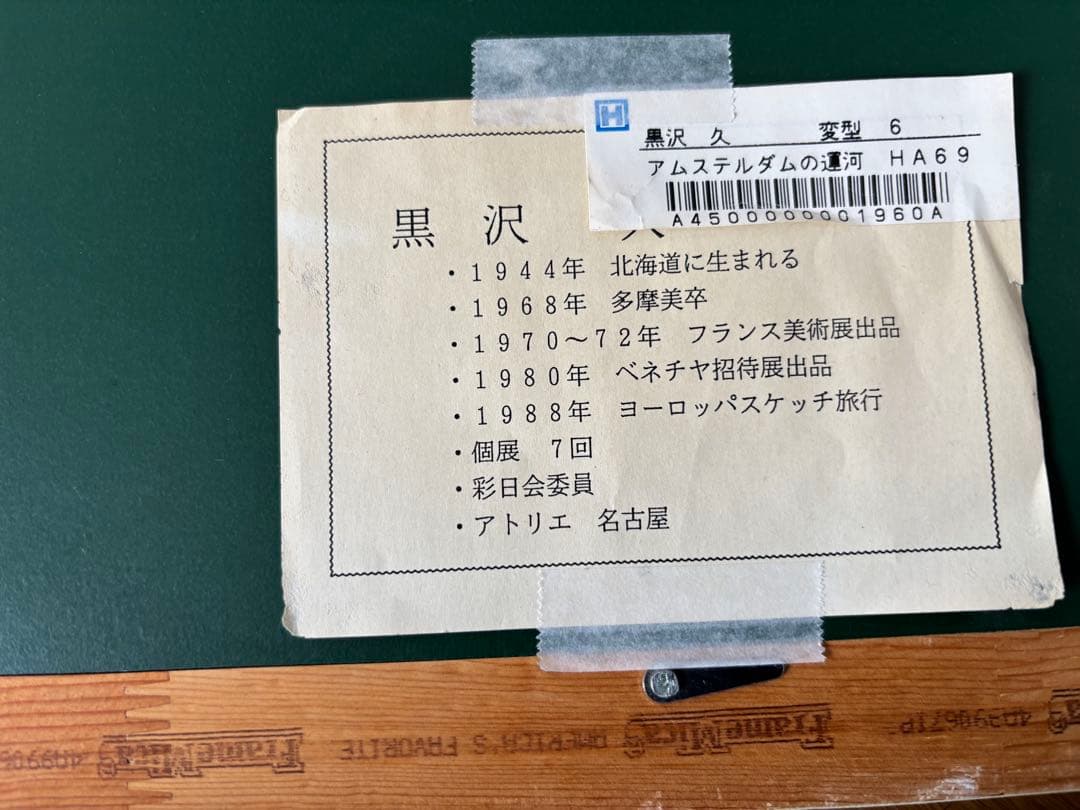 H
黒沢 久 変型 6
アムステルダムの運河 HA69
A45000000001960A
黒 沢
・1944年 北海道に生まれる
・1968年 多摩美卒
・1970～72年 フランス美術展出品
・1980年 ベネチヤ招待展出品
・1988年 ヨーロッパスケッチ旅行
・個展 7回
・彩日会委員
・アトリエ 名古屋
FrameMica AMERICA'S FAVORITE FrameMica